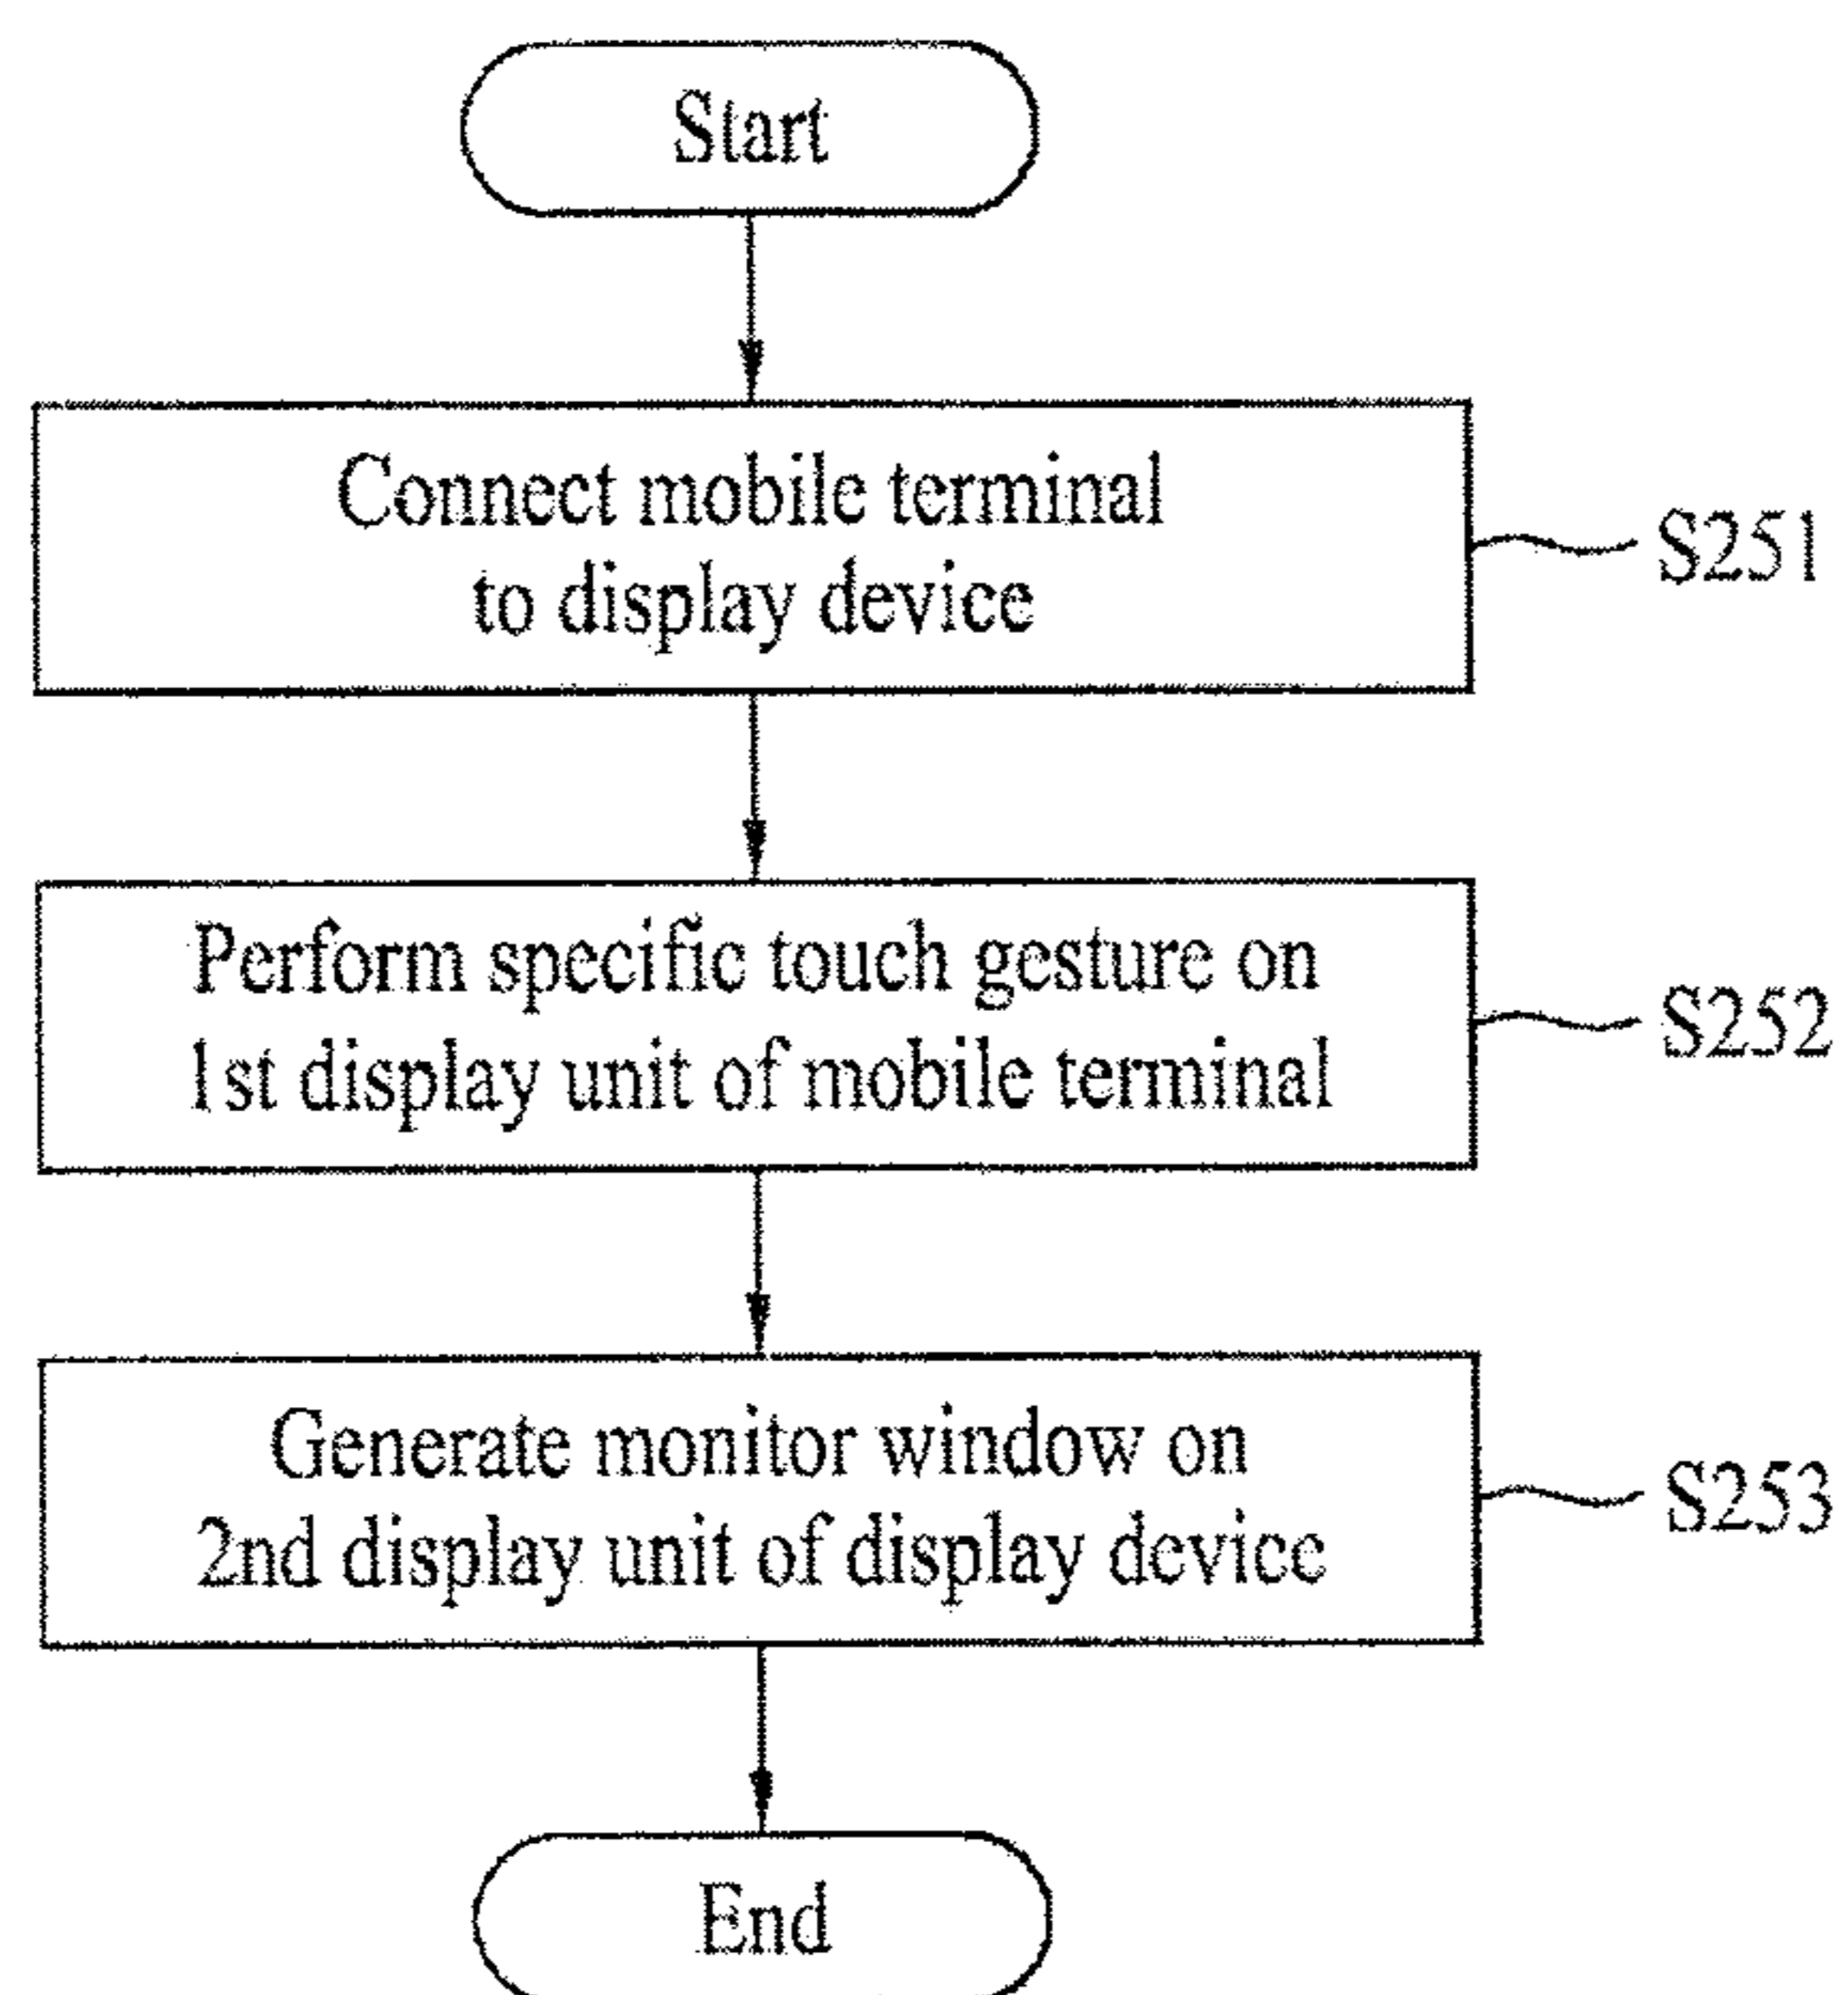 Start
Connect mobile terminal
to display device
S251
Perform specific touch gesture on
1st display unit of mobile terminal
S252
Generate monitor window on
2nd display unit of display device
S253
End